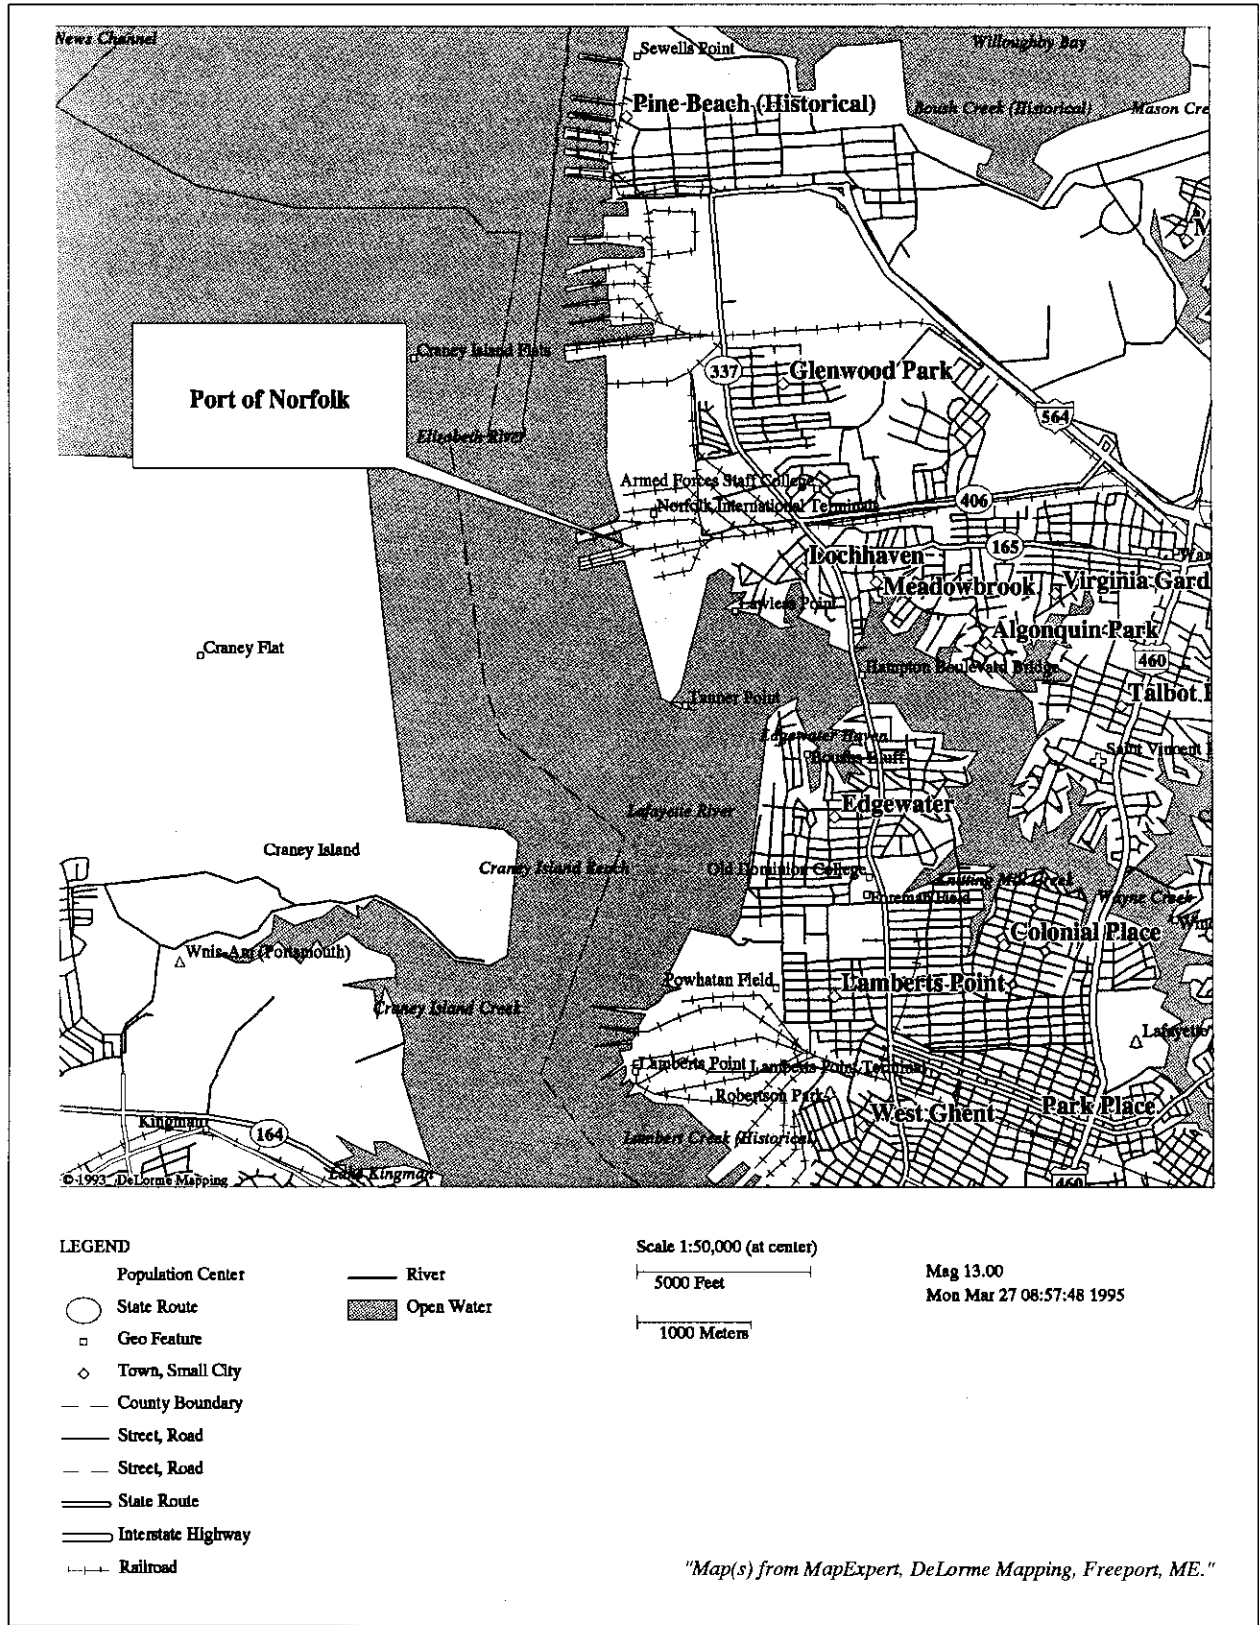 News Channel
Willoughby Bay
Sewells Point
Pine Beach (Historical)
Boush Creek (Historical)
Mason Cre
M
Craney Island Flats
337
Glenwood Park
Port of Norfolk
564
Elizabeth River
Armed Forces Staff College
406
Norfolk International Terminals
165
Lochhaven
Meadowbrook
Virginia Gard
Lawless Point
Algonquin Park
Craney Flat
460
Hampton Boulevard Bridge
Tanner Point
Talbot
Edgewater Haven
Saint Vincent
Boushs Bluff
Edgewater
Lafayette River
Craney Island
Craney Island Reach
Old Dominion College
Knitting Mill Creek
Foreman Field
Wayne Creek
Colonial Place
Wnis-Am (Portsmouth)
Powhatan Field
Lamberts Point
Craney Island Creek
Lafayette
Lamberts Point
Lamberts Point Terminal
Robertson Park
West Ghent
Park Place
Kingman
164
Lambert Creek (Historical)
Lake Kingman
460
© 1993 DeLorme Mapping
LEGEND
Population Center
State Route
Geo Feature
Town, Small City
County Boundary
Street, Road
Street, Road
State Route
Interstate Highway
Railroad
River
Open Water
Scale 1:50,000 (at center)
5000 Feet
1000 Meters
Mag 13.00
Mon Mar 27 08:57:48 1995
"Map(s) from MapExpert, DeLorme Mapping, Freeport, ME."